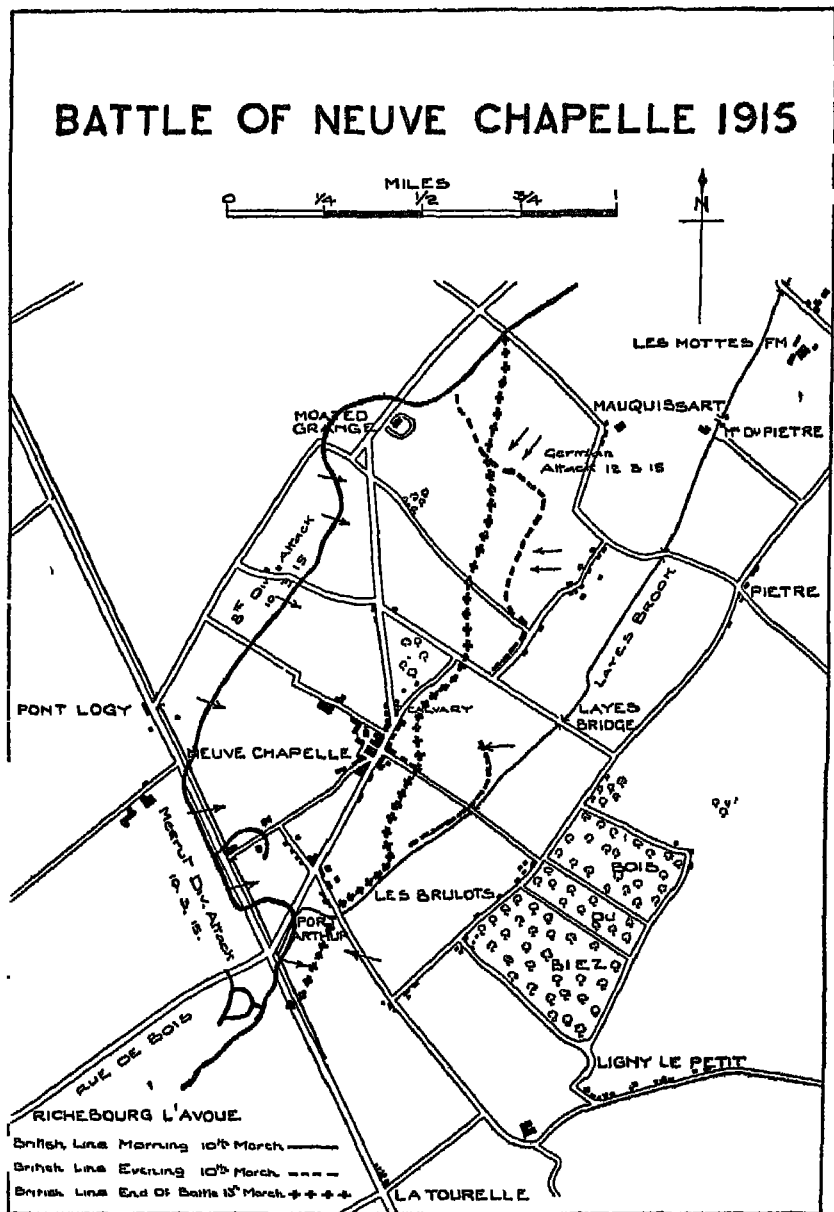 BATTLE OF NEUVE CHAPELLE 1915
MILES
0 1/4 1/2 3/4 1
N
LES MOTTES FM
MAUQUISSART
Mn DU PIETRE
MOATED
GRANGE
German
Attack 12 3 15
8th Div. Attack
10 3 15
PIETRE
LAYES BROOK
PONT LOGY
CALVARY
LAYES
BRIDGE
NEUVE CHAPELLE
Meerut Div. Attack
10. 3. 15.
LES BRULOTS
BOIS
DU
BIEZ
PORT
ARTHUR
RUE DE BOIS
LIGNY LE PETIT
RICHEBOURG L'AVOUE
British Line Morning 10th March
British Line Evening 10th March
British Line End Of Battle 13th March
LA TOURELLE